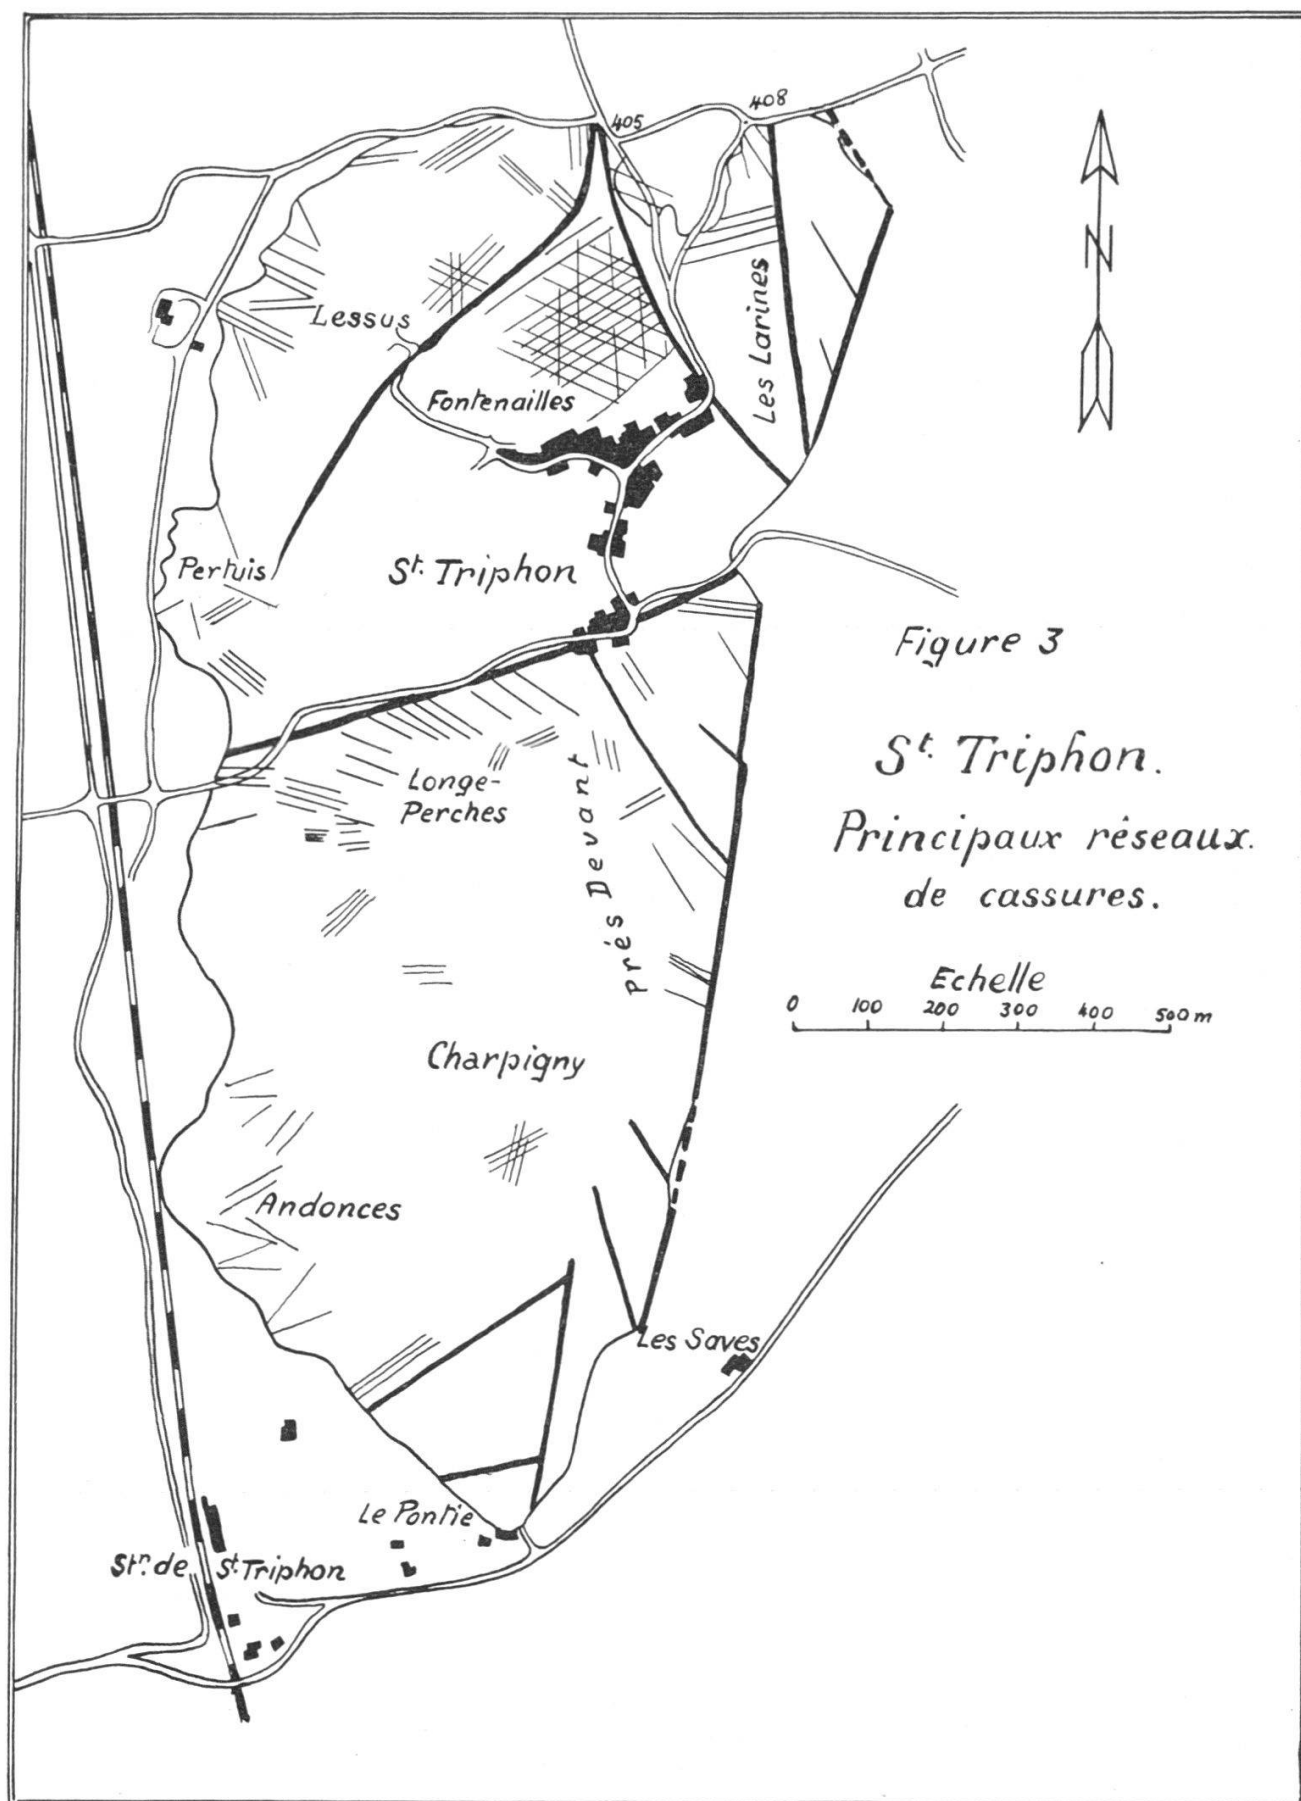 405
408
N
Les Larines
Lessus
Fontenailles
Pertuis
St. Triphon
Figure 3
St. Triphon.
Principaux rêseaux.
de cassures.
Longe-
Perches
Prés Devant
Echelle
0 100 200 300 400 500 m
Charpigny
Andonces
Les Saves
Le Pontie
Stn. de St. Triphon